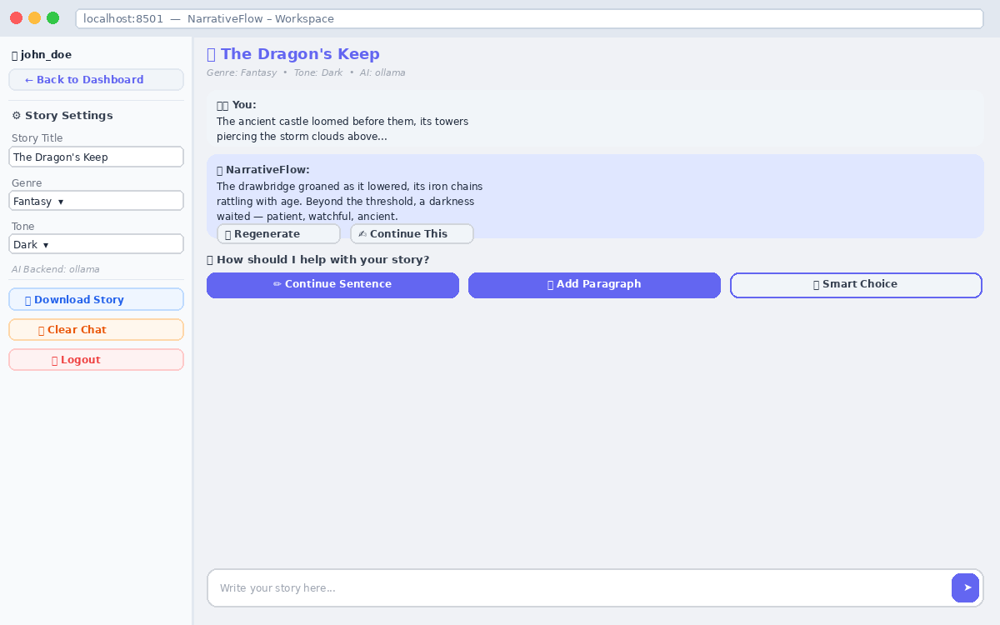 localhost:8501 — NarrativeFlow – Workspace
john_doe
← Back to Dashboard
⚙ Story Settings
Story Title
The Dragon's Keep
Genre
Fantasy ▾
Tone
Dark ▾
AI Backend: ollama
Download Story
Clear Chat
Logout
The Dragon's Keep
Genre: Fantasy • Tone: Dark • AI: ollama
You:
The ancient castle loomed before them, its towers
piercing the storm clouds above...
NarrativeFlow:
The drawbridge groaned as it lowered, its iron chains
rattling with age. Beyond the threshold, a darkness
waited — patient, watchful, ancient.
Regenerate
✍ Continue This
How should I help with your story?
✏ Continue Sentence
Add Paragraph
Smart Choice
Write your story here...
➤